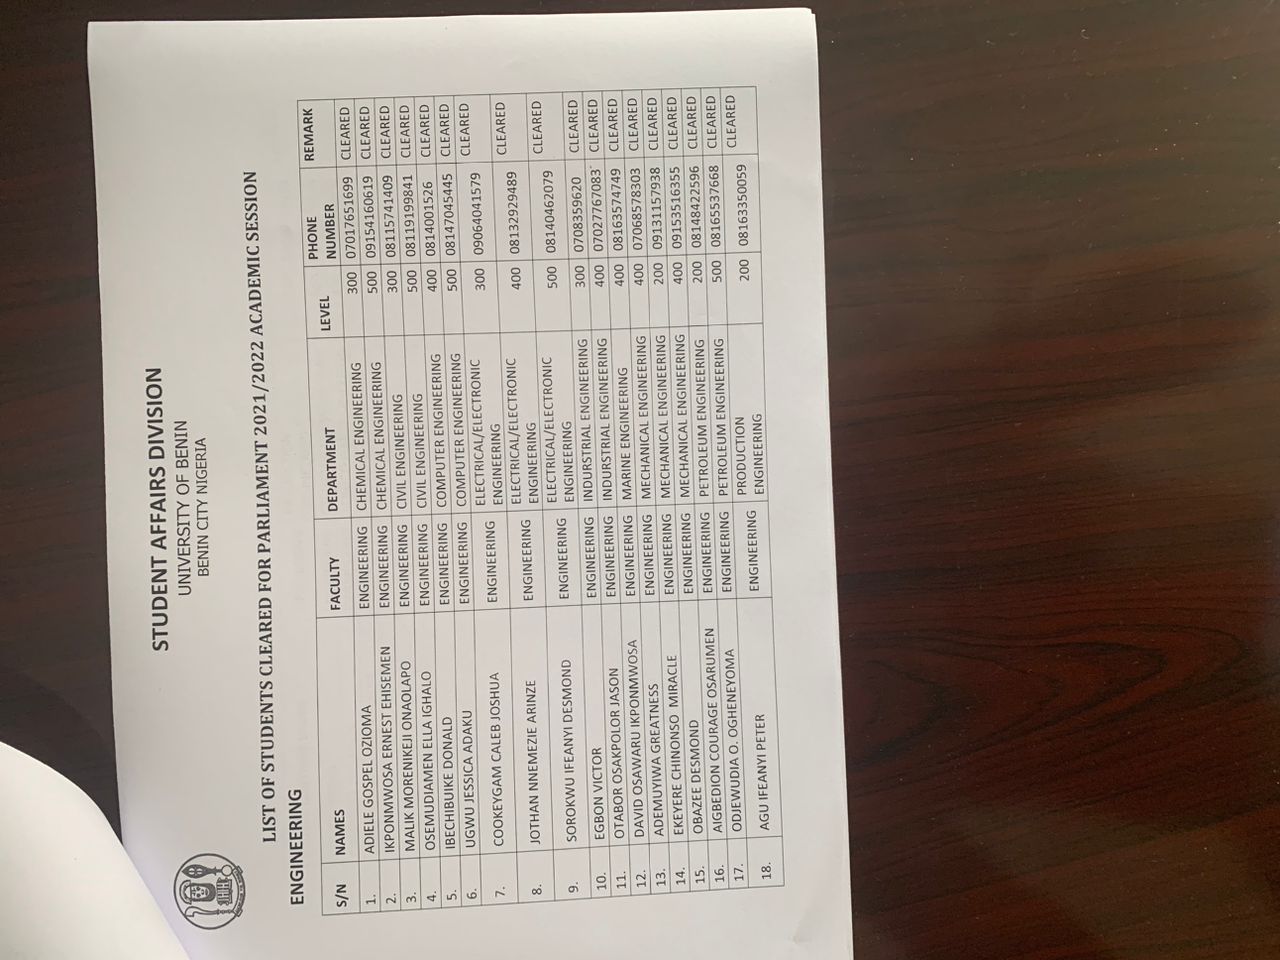 STUDENT AFFAIRS DIVISION
UNIVERSITY OF BENIN
BENIN CITY NIGERIA
LIST OF STUDENTS CLEARED FOR PARLIAMENT 2021/2022 ACADEMIC SESSION
ENGINEERING
S/N NAMES FACULTY DEPARTMENT LEVEL PHONE NUMBER REMARK
1. ADIELE GOSPEL OZIOMA ENGINEERING CHEMICAL ENGINEERING 300 07017651699 CLEARED
2. IKPONMWOSA ERNEST EHISEMEN ENGINEERING CHEMICAL ENGINEERING 500 09154160619 CLEARED
3. MALIK MORENIKEJI ONAOLAPO ENGINEERING CIVIL ENGINEERING 300 08115741409 CLEARED
4. OSEMUDIAMEN ELLA IGHALO ENGINEERING CIVIL ENGINEERING 500 08119199841 CLEARED
5. IBECHIBUIKE DONALD ENGINEERING COMPUTER ENGINEERING 400 0814001526 CLEARED
6. UGWU JESSICA ADAKU ENGINEERING COMPUTER ENGINEERING 500 08147045445 CLEARED
7. COOKEYGAM CALEB JOSHUA ENGINEERING ELECTRICAL/ELECTRONIC ENGINEERING 300 09064041579 CLEARED
8. JOTHAN NNEMEZIE ARINZE ENGINEERING ELECTRICAL/ELECTRONIC ENGINEERING 400 08132929489 CLEARED
9. SOROKWU IFEANYI DESMOND ENGINEERING ELECTRICAL/ELECTRONIC ENGINEERING 500 08140462079 CLEARED
10. EGBON VICTOR ENGINEERING INDURSTRIAL ENGINEERING 300 0708359620 CLEARED
11. OTABOR OSAKPOLOR JASON ENGINEERING INDURSTRIAL ENGINEERING 400 07027767083 CLEARED
12. DAVID OSAWARU IKPONMWOSA ENGINEERING MARINE ENGINEERING 400 08163574749 CLEARED
13. ADEMUYIWA GREATNESS ENGINEERING MECHANICAL ENGINEERING 400 07068578303 CLEARED
14. EKEYERE CHINONSO MIRACLE ENGINEERING MECHANICAL ENGINEERING 200 09131157938 CLEARED
15. OBAZEE DESMOND ENGINEERING MECHANICAL ENGINEERING 400 09153516355 CLEARED
16. AIGBEDION COURAGE OSARUMEN ENGINEERING PETROLEUM ENGINEERING 200 08148422596 CLEARED
17. ODJEWUDIA O. OGHENEYOMA ENGINEERING PETROLEUM ENGINEERING 500 08165537668 CLEARED
18. AGU IFEANYI PETER ENGINEERING PRODUCTION ENGINEERING 200 08163350059 CLEARED